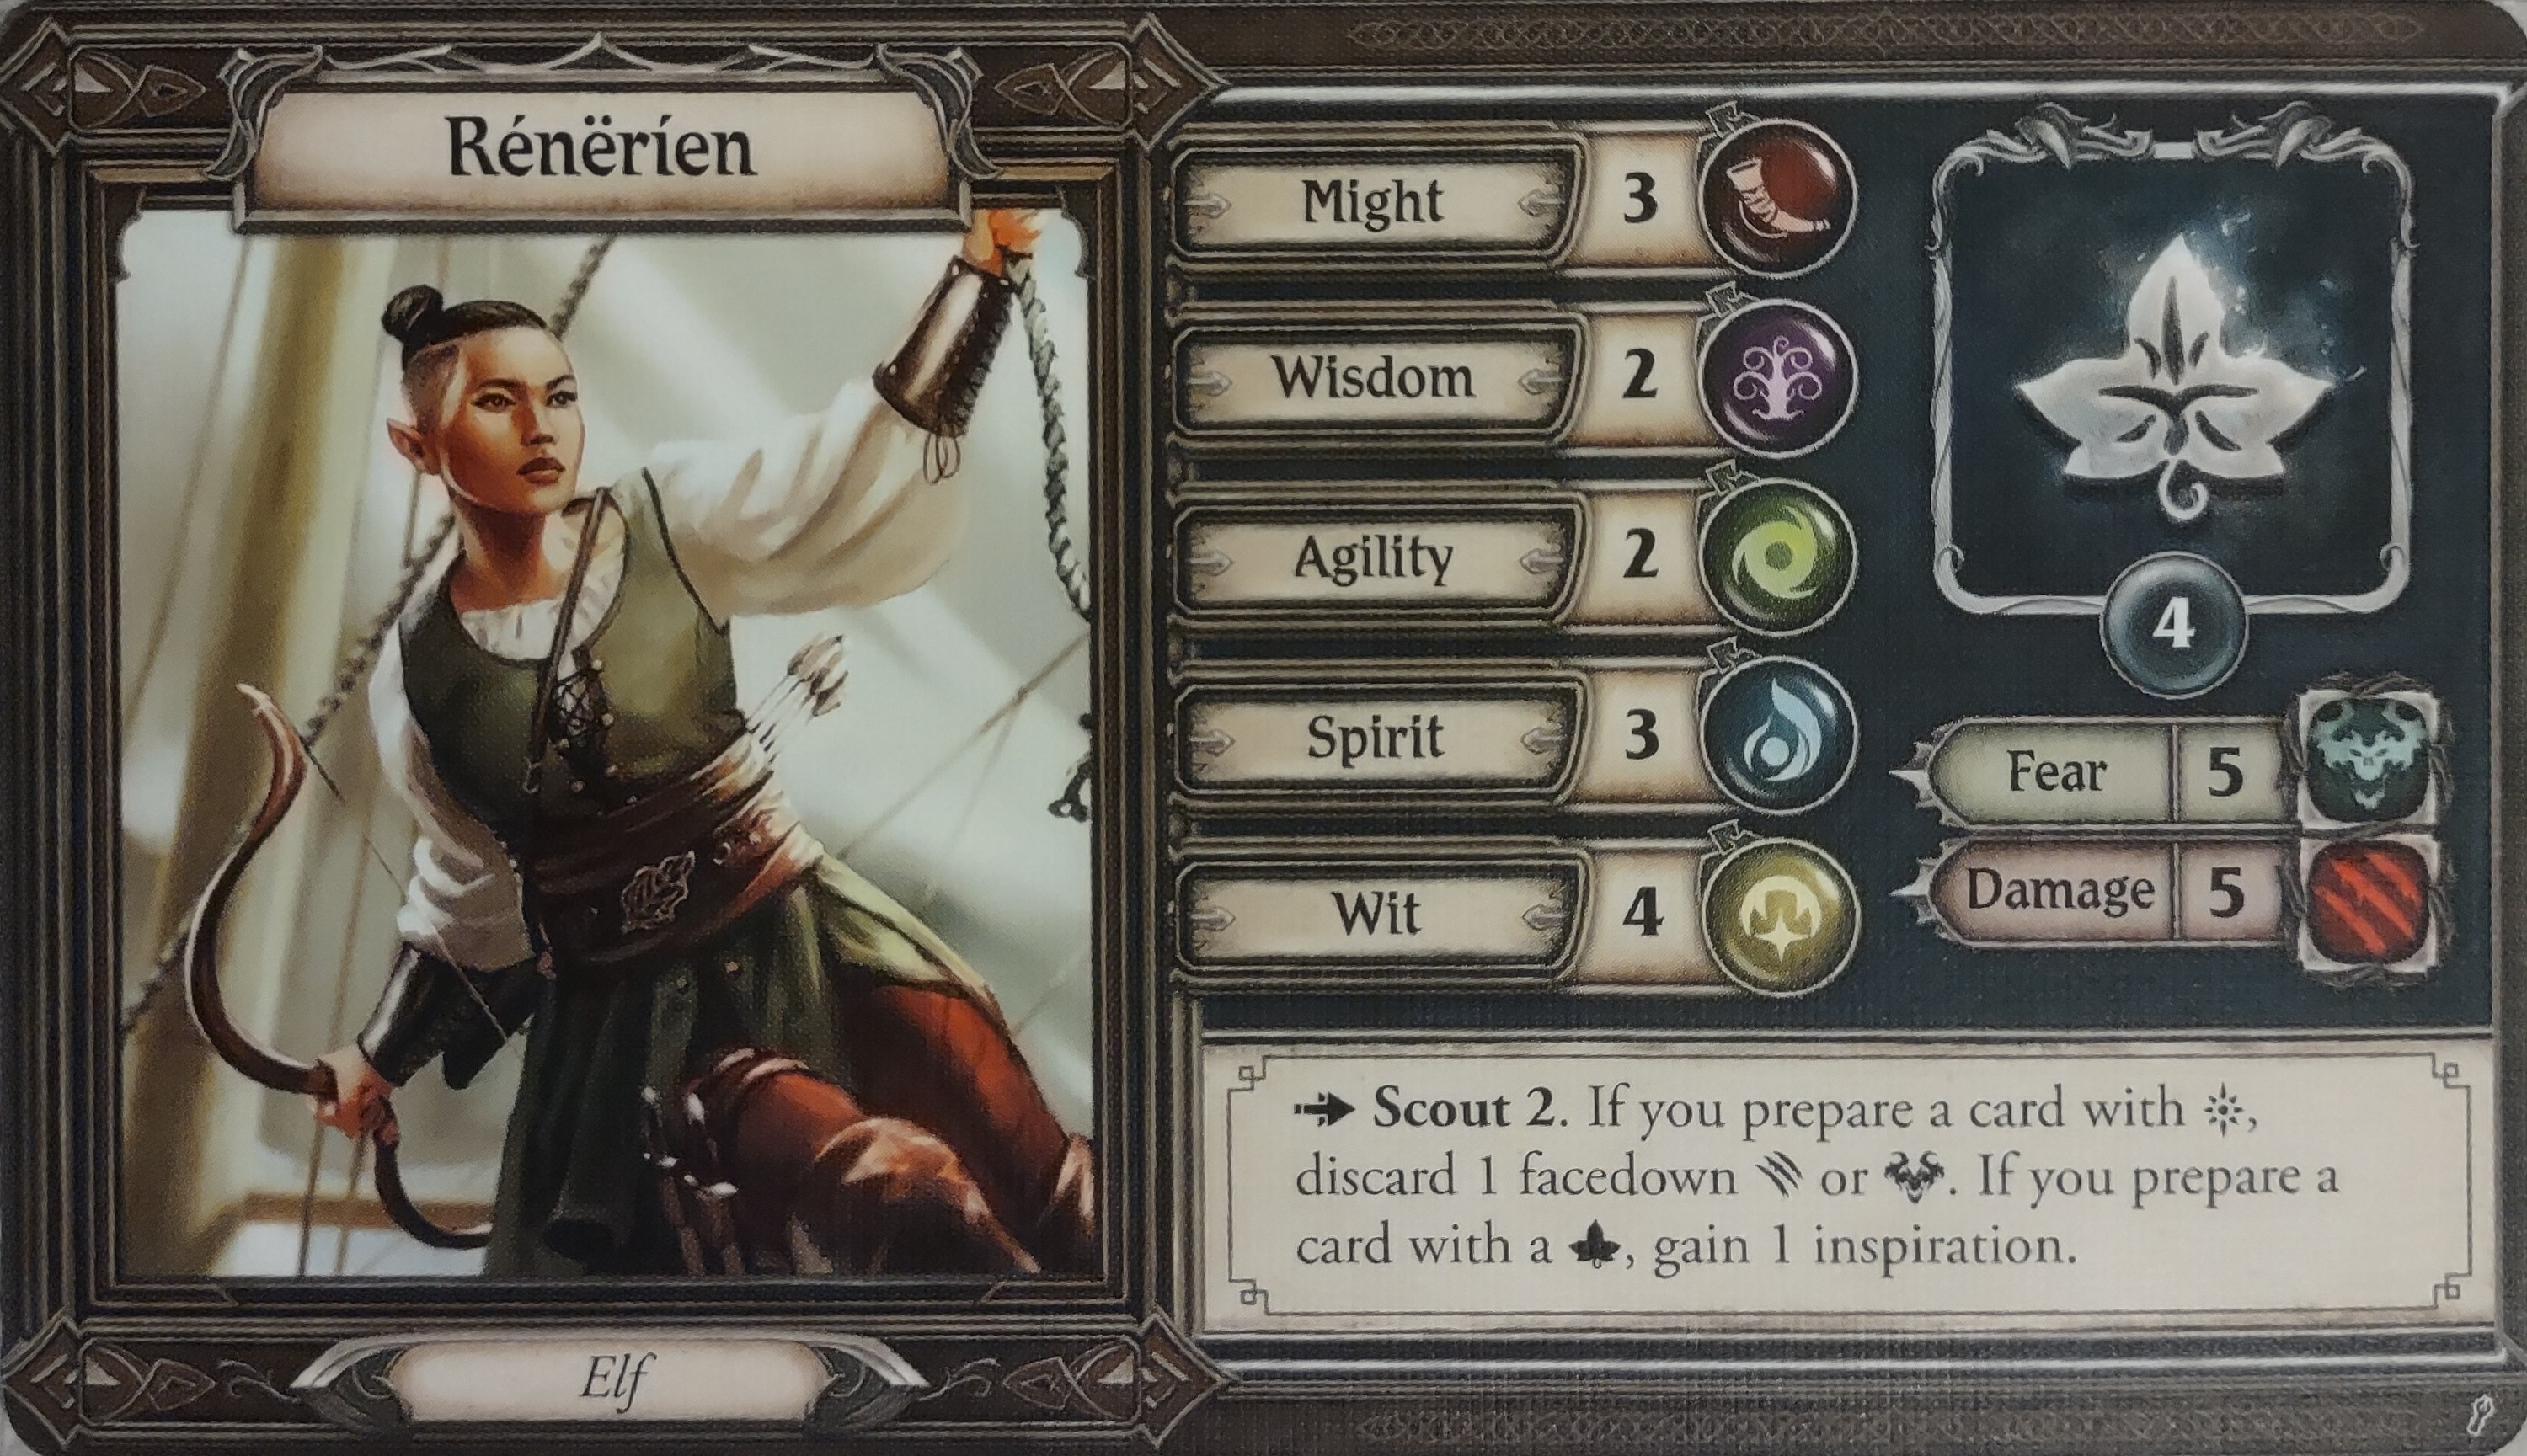 Rénëríen
Might 3
Wisdom 2
Agility 2
Spirit 3
Wit 4
4
Fear 5
Damage 5
Scout 2. If you prepare a card with ,
discard 1 facedown or . If you prepare a
card with a , gain 1 inspiration.
Elf